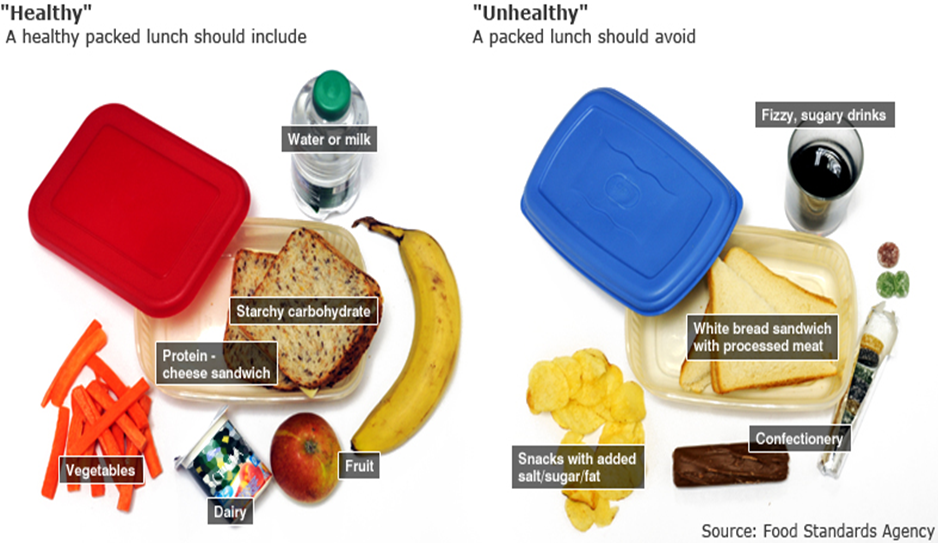 "Healthy"
A healthy packed lunch should include
Water or milk
Starchy carbohydrate
Protein -
cheese sandwich
Vegetables
Fruit
Dairy
"Unhealthy"
A packed lunch should avoid
Fizzy, sugary drinks
White bread sandwich
with processed meat
Confectionery
Snacks with added
salt/sugar/fat
Source: Food Standards Agency